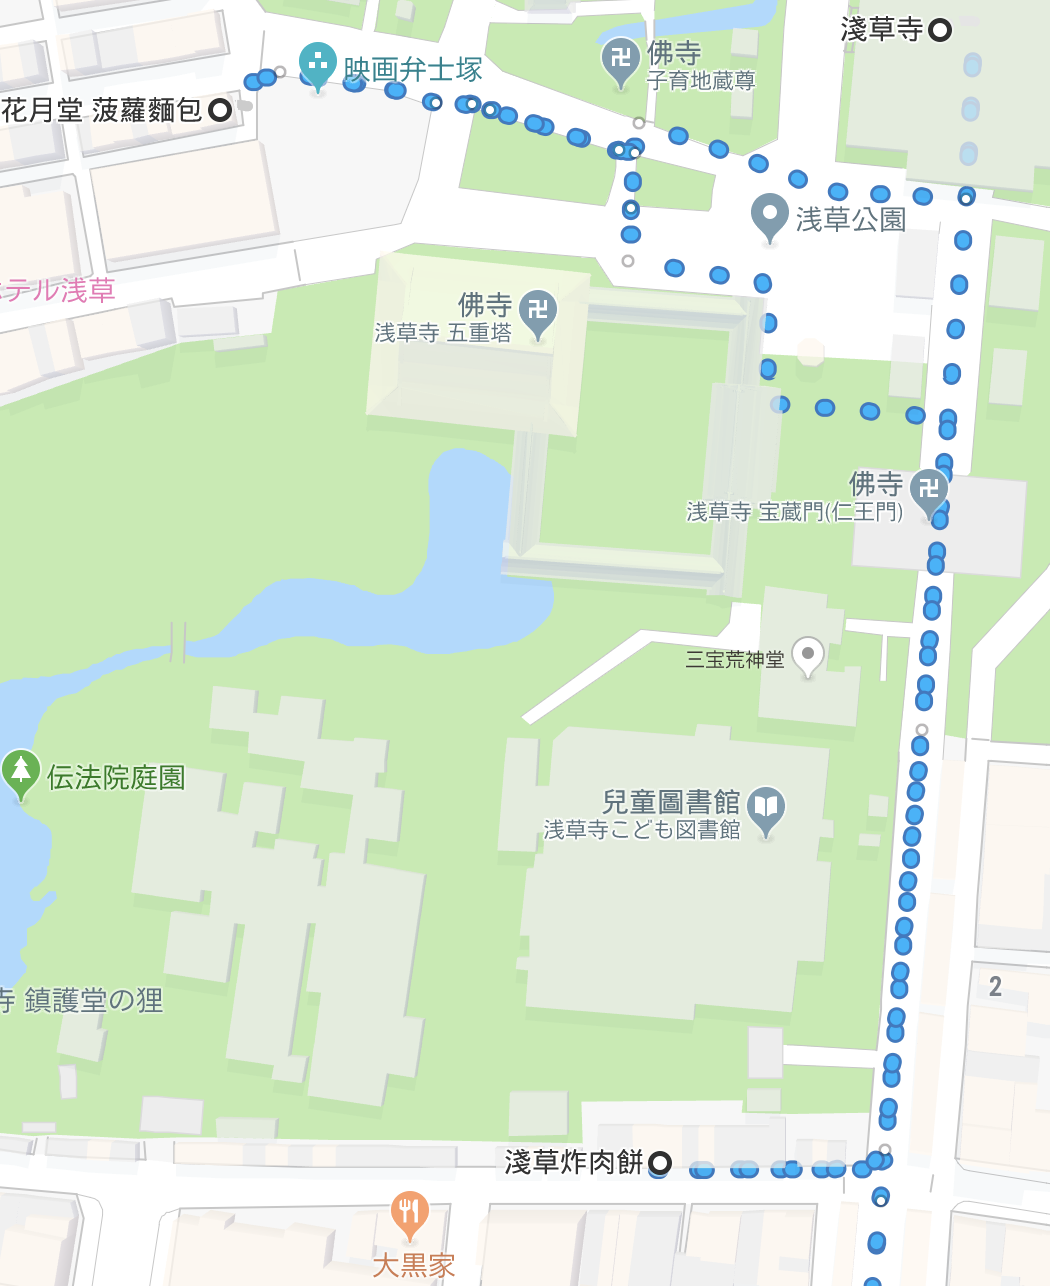 淺草寺
映画弁士塚
佛寺
子育地蔵尊
花月堂 菠蘿麵包
浅草公園
テル浅草
佛寺
浅草寺 五重塔
佛寺
浅草寺 宝蔵門(仁王門)
三宝荒神堂
伝法院庭園
兒童圖書館
浅草寺こども図書館
寺 鎮護堂の狸
2
淺草炸肉餅
大黒家